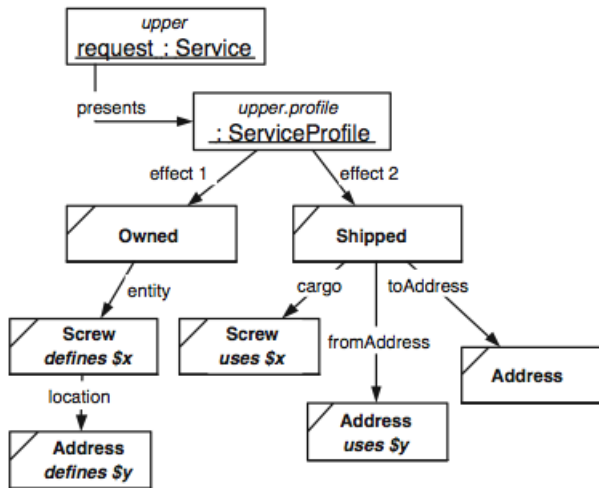 upper
request : Service
presents
upper.profile
: ServiceProfile
effect 1
effect 2
Owned
Shipped
entity
cargo
toAddress
Screw
defines $x
Screw
uses $x
fromAddress
Address
location
Address
defines $y
Address
uses $y